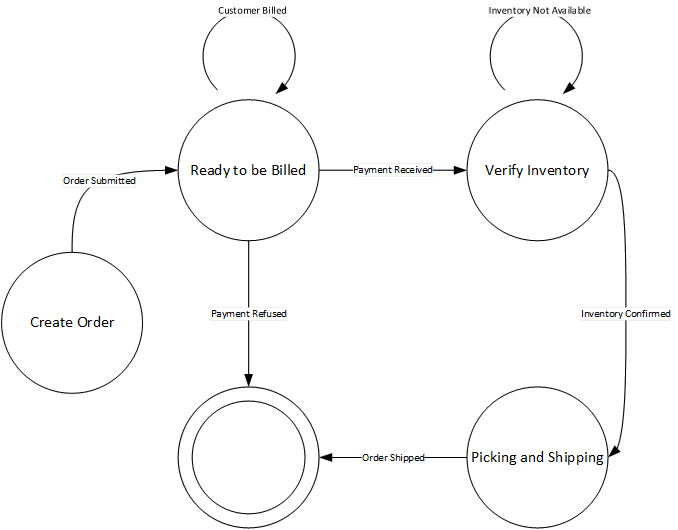 Customer Billed
Inventory Not Available
Ready to be Billed
Payment Received
Verify Inventory
Order Submitted
Create Order
Payment Refused
Inventory Confirmed
Order Shipped
Picking and Shipping